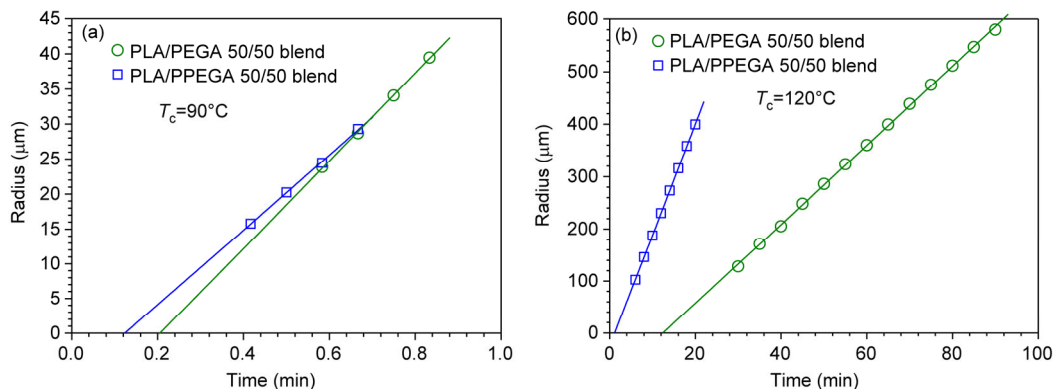 (a)
PLA/PEGA 50/50 blend
PLA/PPEGA 50/50 blend
Tc=90°C
45
40
35
30
25
20
15
10
5
0
Radius (μm)
0.0 0.2 0.4 0.6 0.8 1.0
Time (min)
(b)
PLA/PEGA 50/50 blend
PLA/PPEGA 50/50 blend
Tc=120°C
600
500
400
300
200
100
0
Radius (μm)
0 20 40 60 80 100
Time (min)